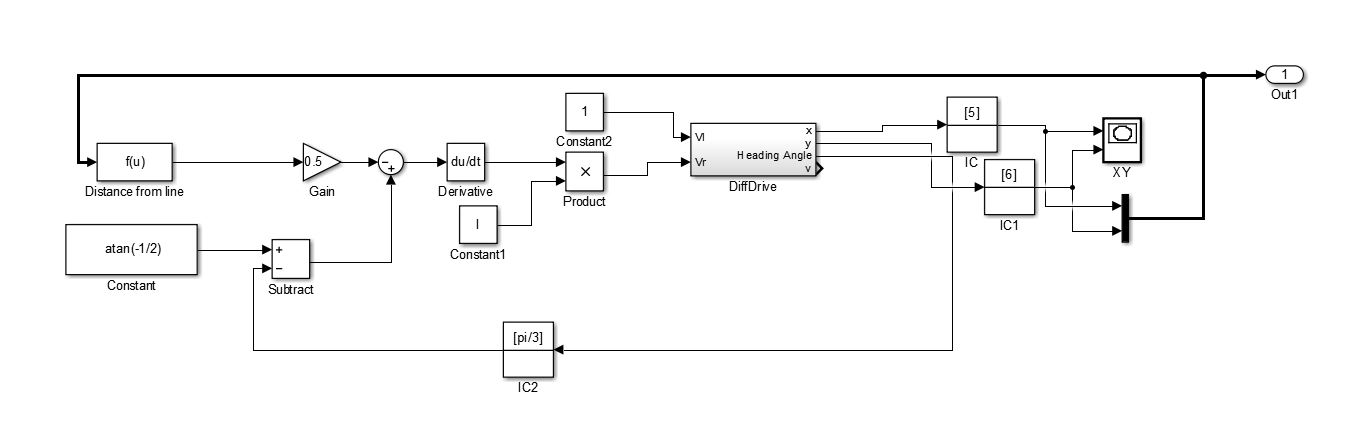 1
Out1
f(u)
Distance from line
0.5
Gain
−
+
du/dt
Derivative
1
Constant2
×
Product
l
Constant1
Vl
Vr
x
y
Heading Angle
v
DiffDrive
[5]
IC
[6]
IC1
XY
atan(-1/2)
Constant
+
−
Subtract
[pi/3]
IC2